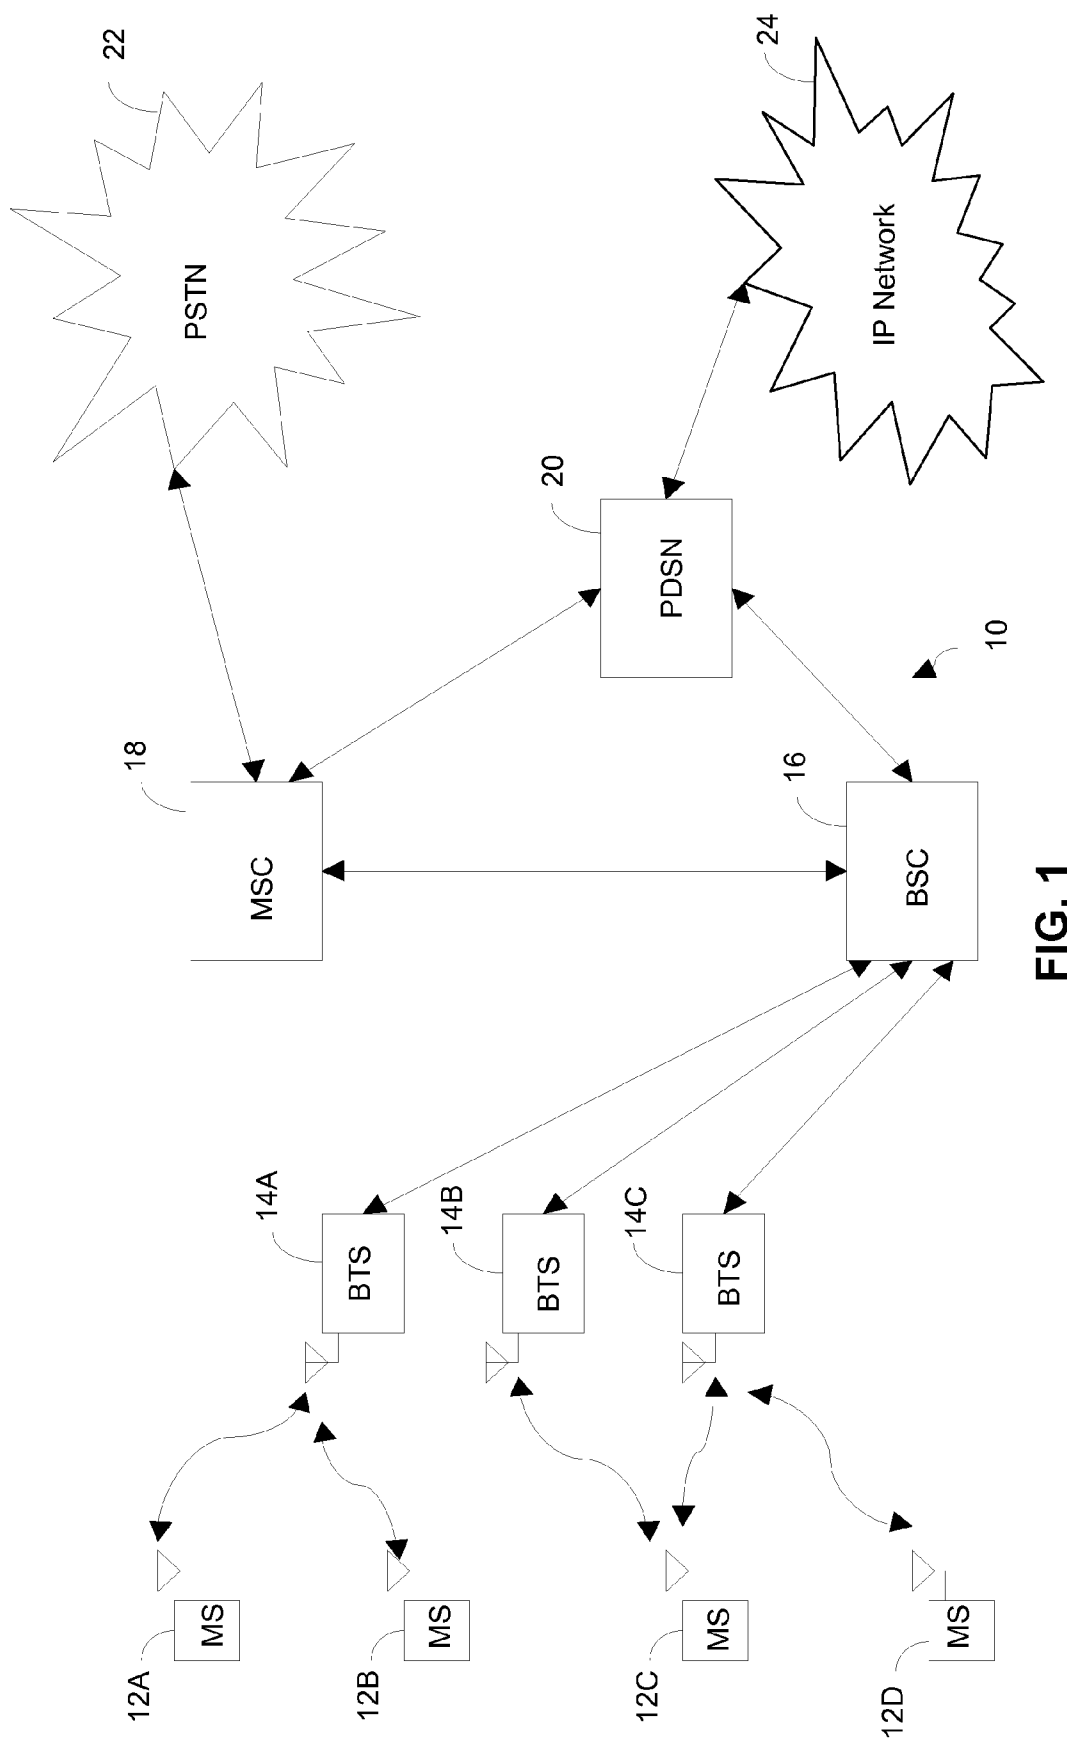 22
PSTN
24
IP Network
18
MSC
20
PDSN
16
BSC
10
14A
BTS
14B
BTS
14C
BTS
12A
MS
12B
MS
12C
MS
12D
MS
FIG. 1